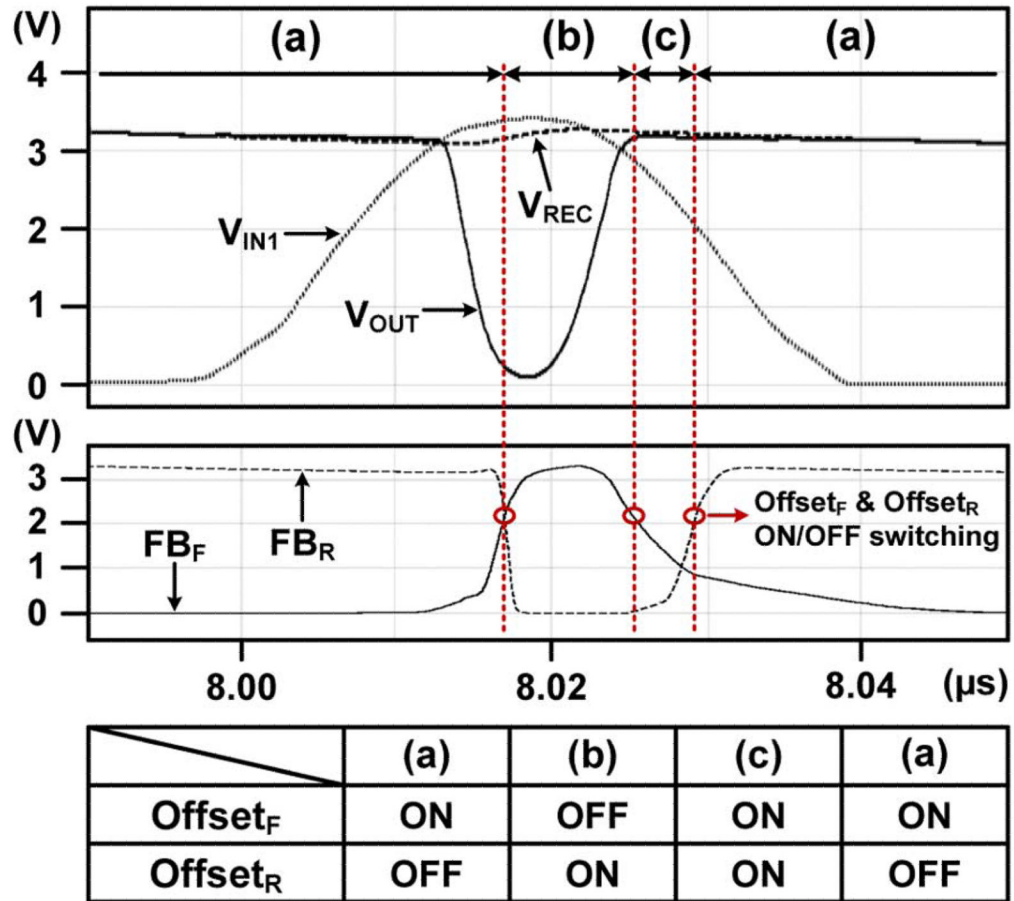 (V)
(a) (b) (c) (a)
4
3
2
1
0
V_REC
V_IN1
V_OUT
(V)
3
2
1
0
FB_F
FB_R
Offset_F & Offset_R
ON/OFF switching
8.00 8.02 8.04 (μs)
(a) (b) (c) (a)
Offset_F ON OFF ON ON
Offset_R OFF ON ON OFF